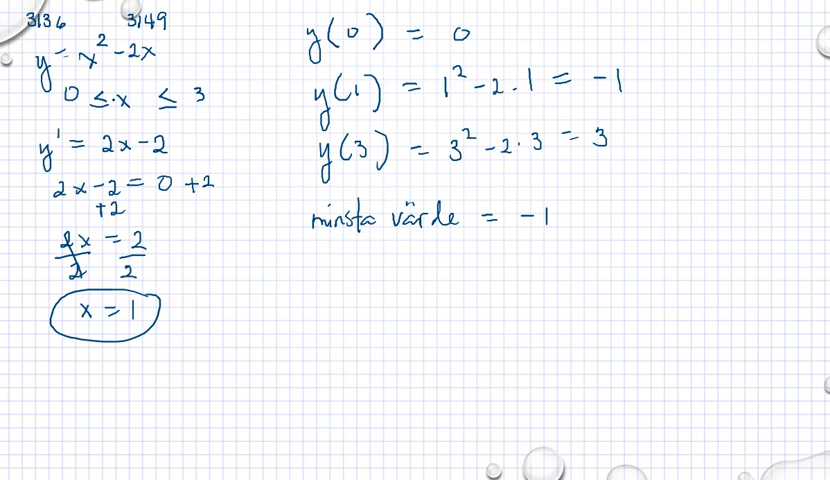 3136 3149
y = x² - 2x
0 ≤ x ≤ 3
y' = 2x - 2
2x - 2 = 0 + 2
+2
2x = 2
2 2
x = 1
y(0) = 0
y(1) = 1² - 2 · 1 = -1
y(3) = 3² - 2 · 3 = 3
minsta värde = -1